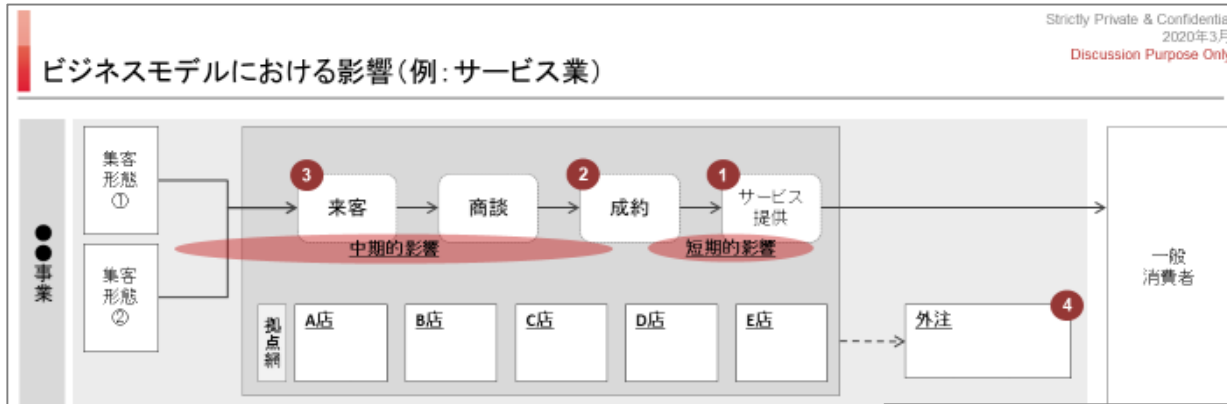 Strictly Private & Confidentia
2020年3月
Discussion Purpose Only
ビジネスモデルにおける影響（例：サービス業）
●●事業
集客
形態
①
集客
形態
②
3
来客
商談
2
成約
1
サービス
提供
中期的影響
短期的影響
拠点網
A店
B店
C店
D店
E店
外注
4
一般
消費者